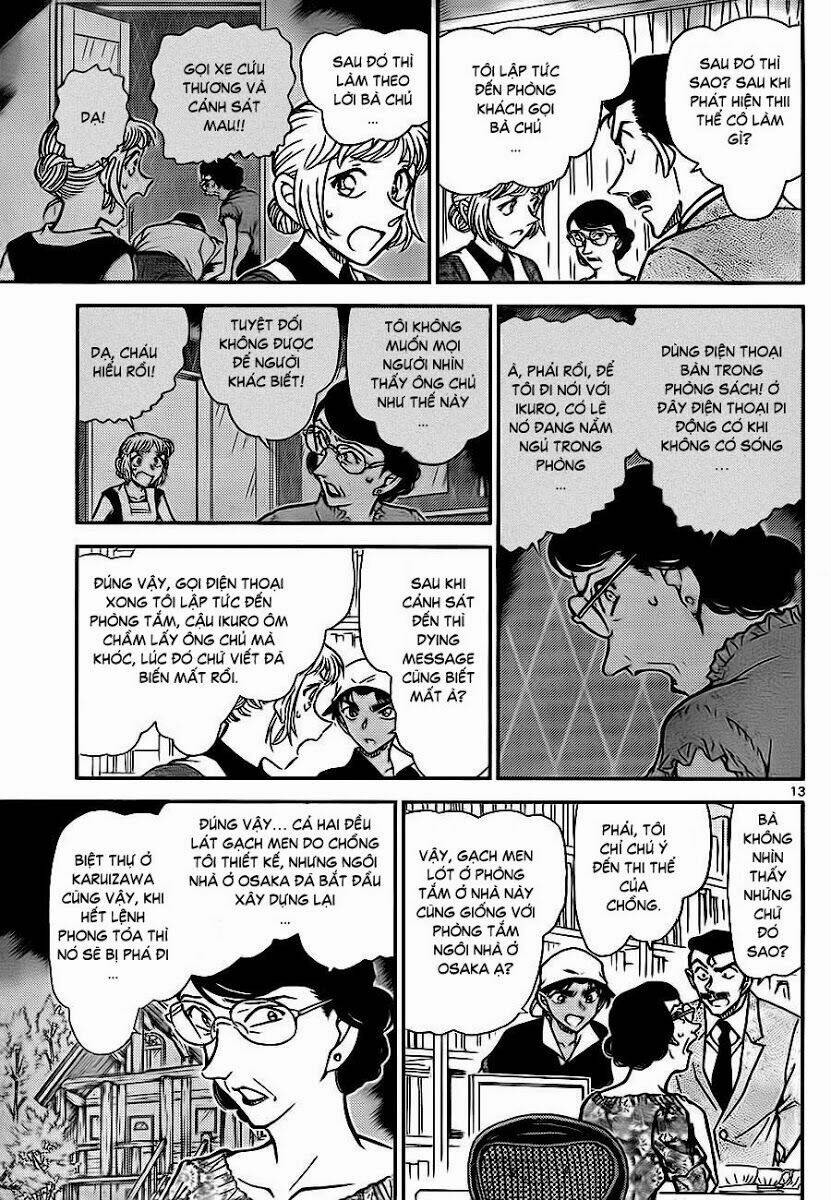 SAU ĐÓ THÌ
SAO? SAU KHI
PHÁT HIỆN THII
THỂ CÔ LÀM
GÌ?
TÔI LẬP TỨC
ĐẾN PHÒNG
KHÁCH GỌI
BÀ CHỦ
...
SAU ĐÓ THÌ
LÀM THEO
LỜI BÀ CHỦ
...
GỌI XE CỨU
THƯƠNG VÀ
CẢNH SÁT
MAU!!
DẠ!
DÙNG ĐIỆN THOẠI
BÀN TRONG
PHÒNG SÁCH! Ở
ĐÂY ĐIỆN THOẠI DI
ĐỘNG CÓ KHI
KHÔNG CÓ SÓNG
...
À, PHẢI RỒI, ĐỂ
TÔI ĐI NÓI VỚI
IKURO, CÓ LẼ
NÓ ĐANG NẰM
NGỦ TRONG
PHÒNG
...
TÔI KHÔNG
MUỐN MỌI
NGƯỜI NHÌN
THẤY ÔNG CHỦ
NHƯ THẾ NÀY
...
TUYỆT ĐỐI
KHÔNG ĐƯỢC
ĐỂ NGƯỜI
KHÁC BIẾT!
DẠ, CHÁU
HIỂU RỒI!
SAU KHI
CẢNH SÁT
ĐẾN THÌ
DYING
MESSAGE
CŨNG BIẾT
MẤT À?
ĐÚNG VẬY, GỌI ĐIỆN THOẠI
XONG TÔI LẬP TỨC ĐẾN
PHÒNG TẮM, CẬU IKURO ÔM
CHẦM LẤY ÔNG CHỦ MÀ
KHÓC, LÚC ĐÓ CHỮ VIẾT ĐÃ
BIẾN MẤT RỒI.
13
BÀ
KHÔNG
NHÌN
THẤY
NHỮNG
CHỮ
ĐÓ
SAO?
PHẢI, TÔI
CHỈ CHÚ Ý
ĐẾN THI THỂ
CỦA
CHỒNG.
VẬY, GẠCH MEN
LÓT Ở PHÒNG
TẮM Ở NHÀ NÀY
CŨNG GIỐNG VỚI
PHÒNG TẮM
NGÔI NHÀ Ở
OSAKA Ạ?
ĐÚNG VẬY... CẢ HAI ĐỀU
LÁT GẠCH MEN DO CHỒNG
TÔI THIẾT KẾ, NHƯNG NGÔI
NHÀ Ở OSAKA ĐÃ BẮT ĐẦU
XÂY DỰNG LẠI
...
BIỆT THỰ Ở
KARUIZAWA
CŨNG VẬY, KHI
HẾT LỆNH
PHONG TỎA THÌ
NÓ SẼ BỊ PHÁ ĐI